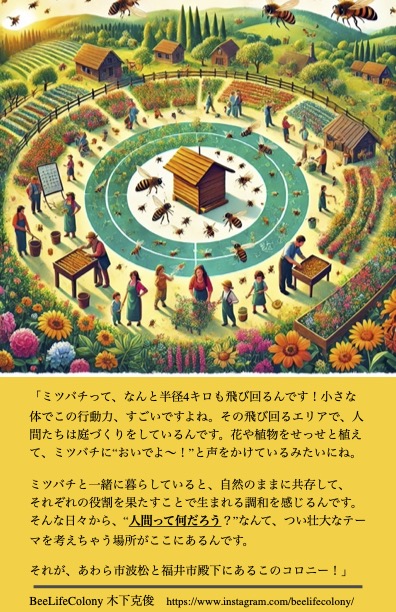 「ミツバチって、なんと半径4キロも飛び回るんです！小さな
体でこの行動力、すごいですよね。その飛び回るエリアで、人
間たちは庭づくりをしているんです。花や植物をせっせと植え
て、ミツバチに“おいでよ〜！”と声をかけているみたいにね。
ミツバチと一緒に暮らしていると、自然のままに共存して、
それぞれの役割を果たすことで生まれる調和を感じるんです。
そんな日々から、“人間って何だろう？”なんて、つい壮大なテー
マを考えちゃう場所がここにあるんです。
それが、あわら市波松と福井市殿下にあるこのコロニー！」
BeeLifeColony 木下克俊 https://www.instagram.com/beelifecolony/